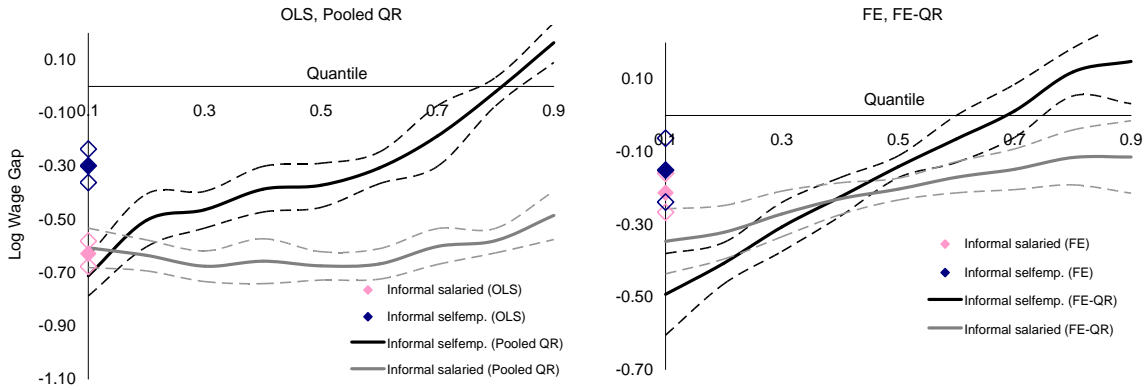 OLS, Pooled QR
Log Wage Gap
0.10
-0.10
-0.30
-0.50
-0.70
-0.90
-1.10
Quantile
0.1 0.3 0.5 0.7 0.9
Informal salaried (OLS)
Informal selfemp. (OLS)
Informal selfemp. (Pooled QR)
Informal salaried (Pooled QR)
FE, FE-QR
0.10
-0.10
-0.30
-0.50
-0.70
Quantile
0.1 0.3 0.5 0.7 0.9
Informal salaried (FE)
Informal selfemp. (FE)
Informal selfemp. (FE-QR)
Informal salaried (FE-QR)